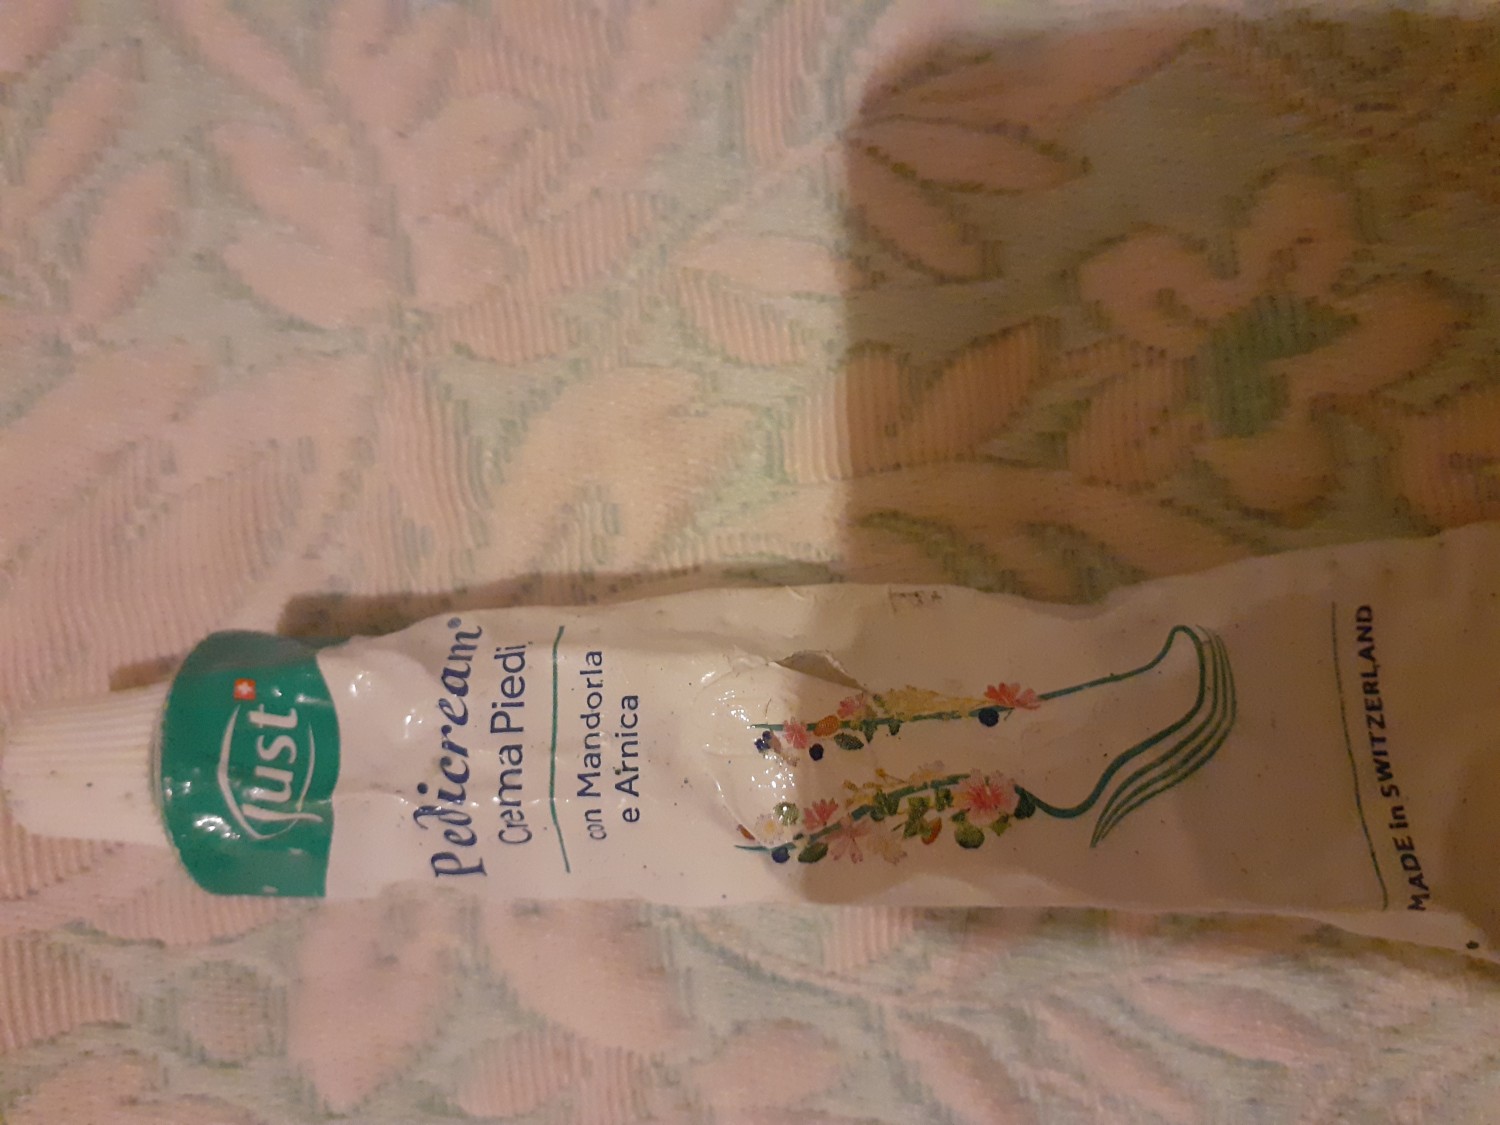 Just
Pedicream®
Crema Piedi
con Mandorla
e Arnica
MADE in SWITZERLAND